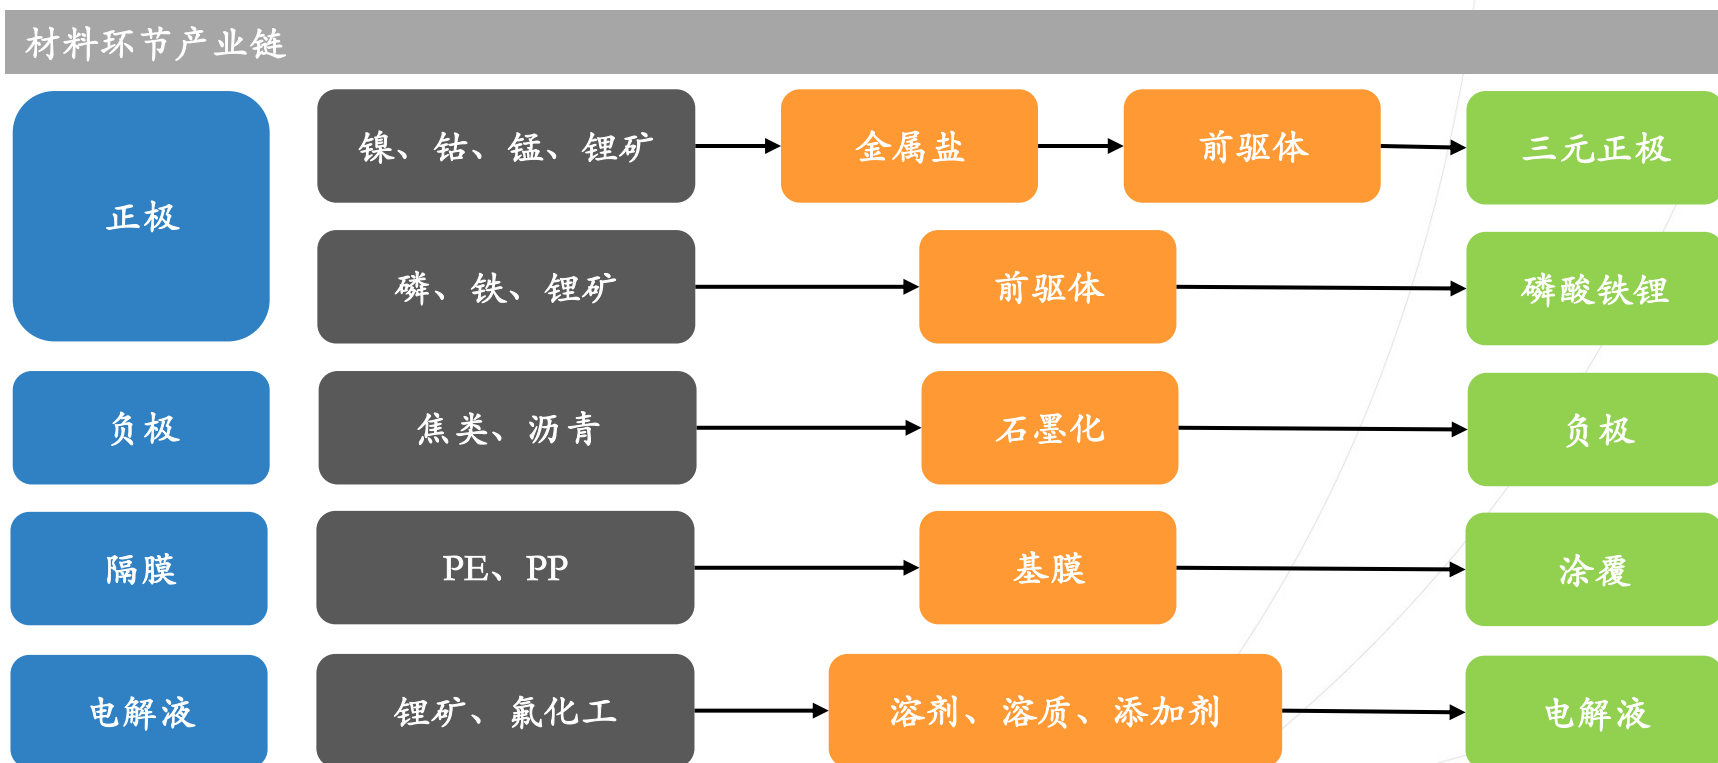 材料环节产业链
正极
镍、钴、锰、锂矿
金属盐
前驱体
三元正极
磷、铁、锂矿
前驱体
磷酸铁锂
负极
焦类、沥青
石墨化
负极
隔膜
PE、PP
基膜
涂覆
电解液
锂矿、氟化工
溶剂、溶质、添加剂
电解液